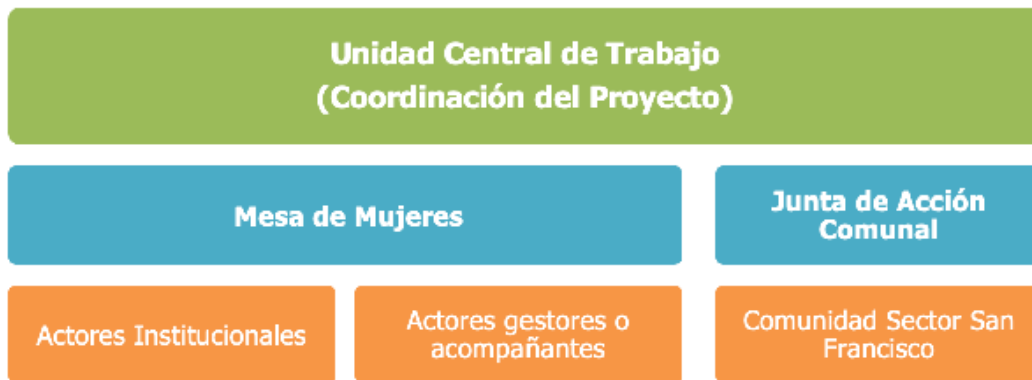 Unidad Central de Trabajo
(Coordinación del Proyecto)
Mesa de Mujeres
Junta de Acción
Comunal
Actores Institucionales
Actores gestores o
acompañantes
Comunidad Sector San
Francisco